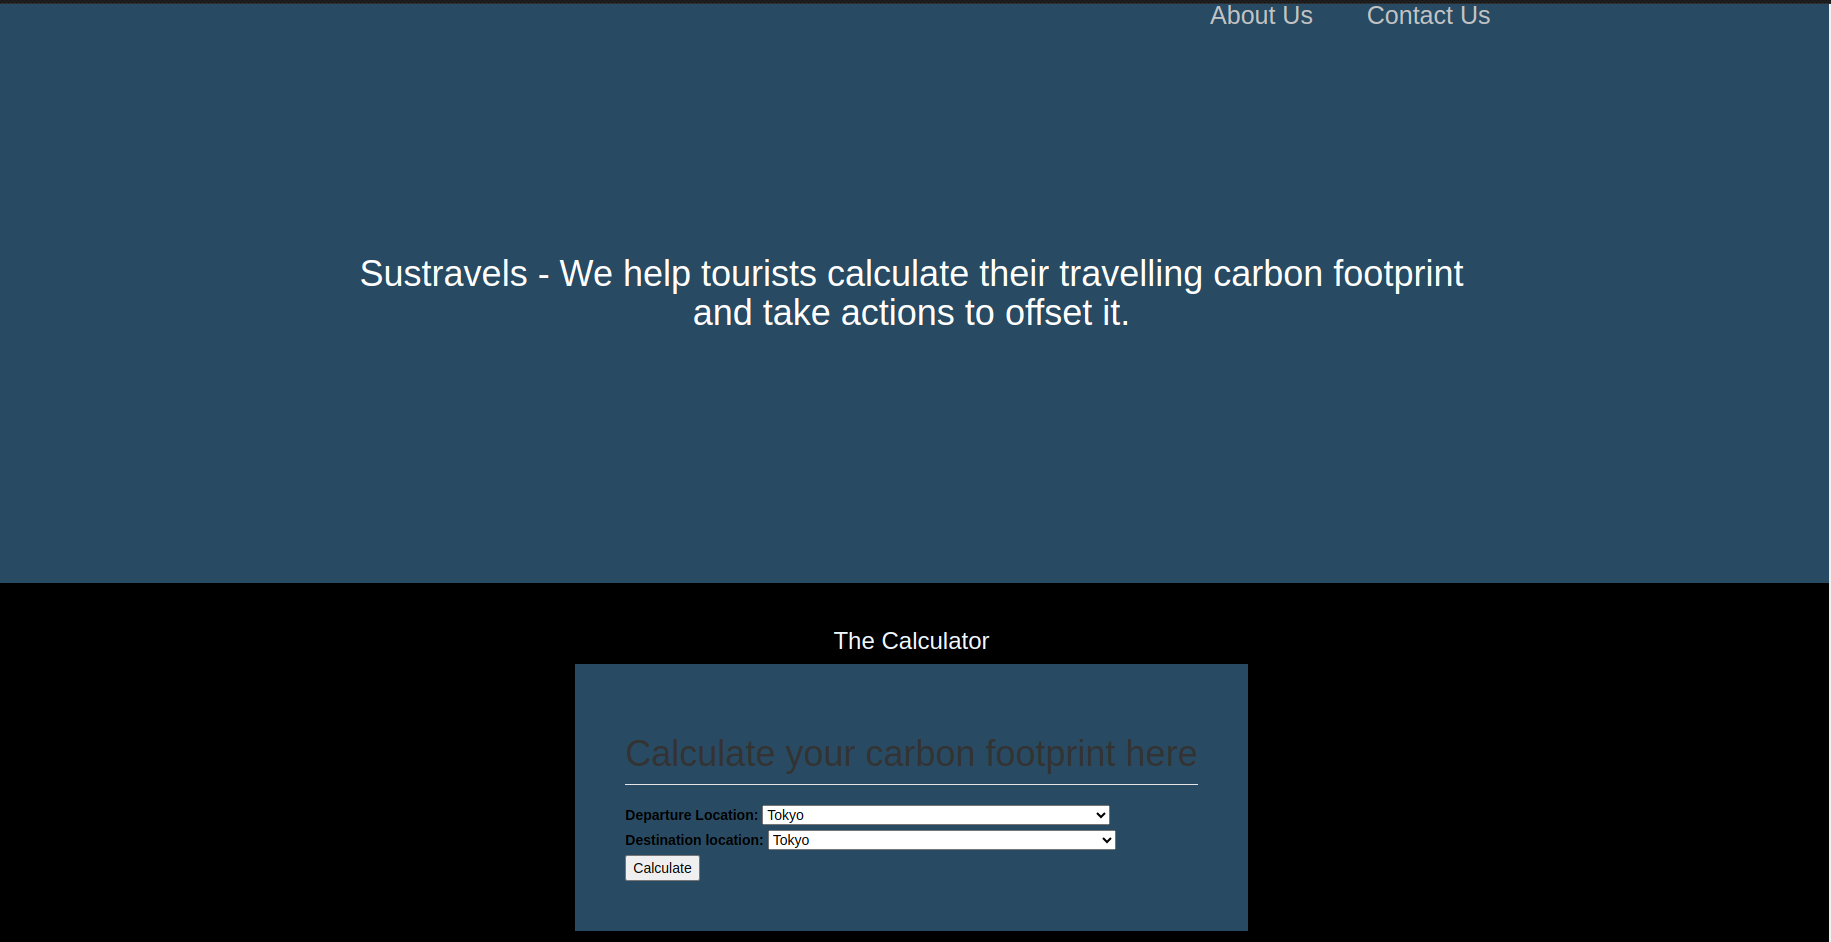 About Us Contact Us
Sustravels - We help tourists calculate their travelling carbon footprint
and take actions to offset it.
The Calculator
Calculate your carbon footprint here
Departure Location: Tokyo
Destination location: Tokyo
Calculate